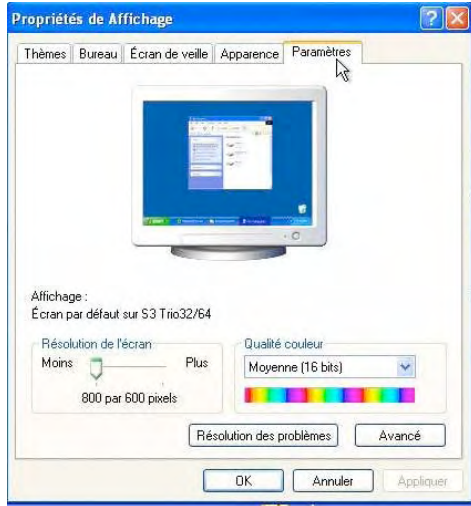 Propriétés de Affichage
Thèmes Bureau Écran de veille Apparence Paramètres
Affichage :
Écran par défaut sur S3 Trio32/64
Résolution de l'écran
Moins Plus
800 par 600 pixels
Qualité couleur
Moyenne (16 bits)
Résolution des problèmes Avancé
OK Annuler Appliquer